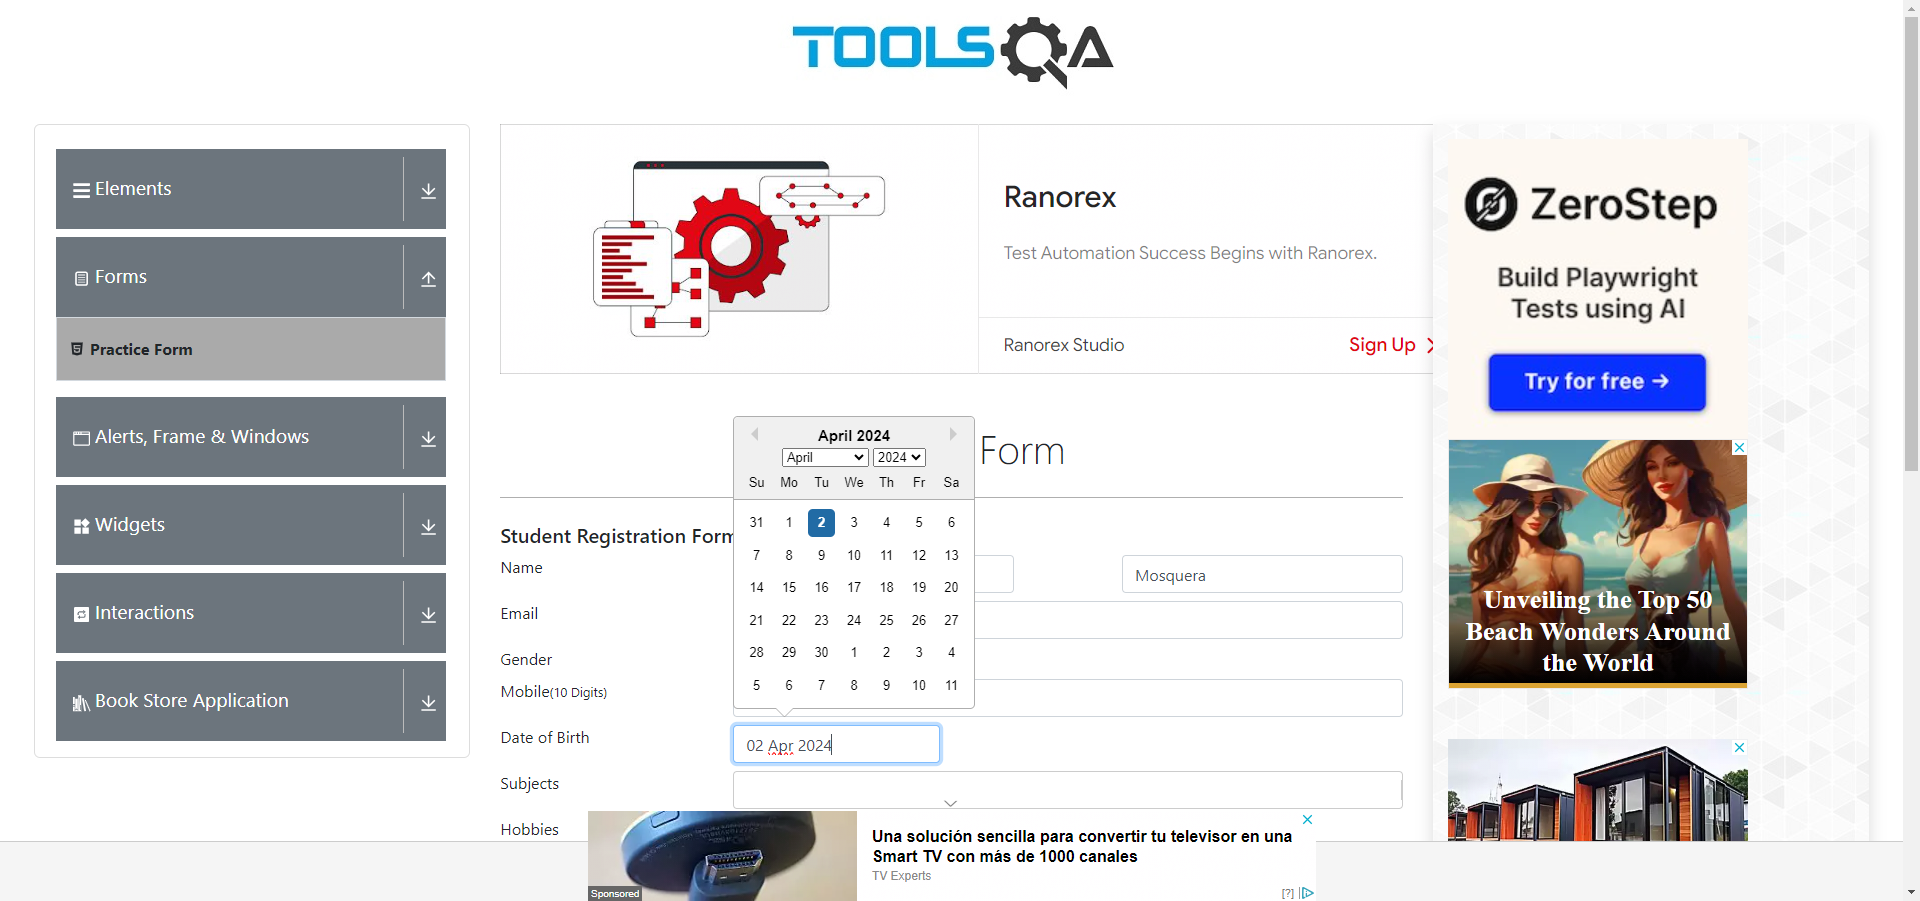 TOOLSQA
Elements
Forms
Practice Form
Alerts, Frame & Windows
Widgets
Interactions
Book Store Application
Ranorex
Test Automation Success Begins with Ranorex.
Ranorex Studio
Sign Up
Form
April 2024
April 2024
Su Mo Tu We Th Fr Sa
31 1 2 3 4 5 6
7 8 9 10 11 12 13
14 15 16 17 18 19 20
21 22 23 24 25 26 27
28 29 30 1 2 3 4
5 6 7 8 9 10 11
Student Registration Form
Name
Mosquera
Email
Gender
Mobile(10 Digits)
Date of Birth
02 Apr 2024
Subjects
Hobbies
ZeroStep
Build Playwright
Tests using AI
Try for free →
Unveiling the Top 50
Beach Wonders Around
the World
Una solución sencilla para convertir tu televisor en una
Smart TV con más de 1000 canales
TV Experts
Sponsored
[?]